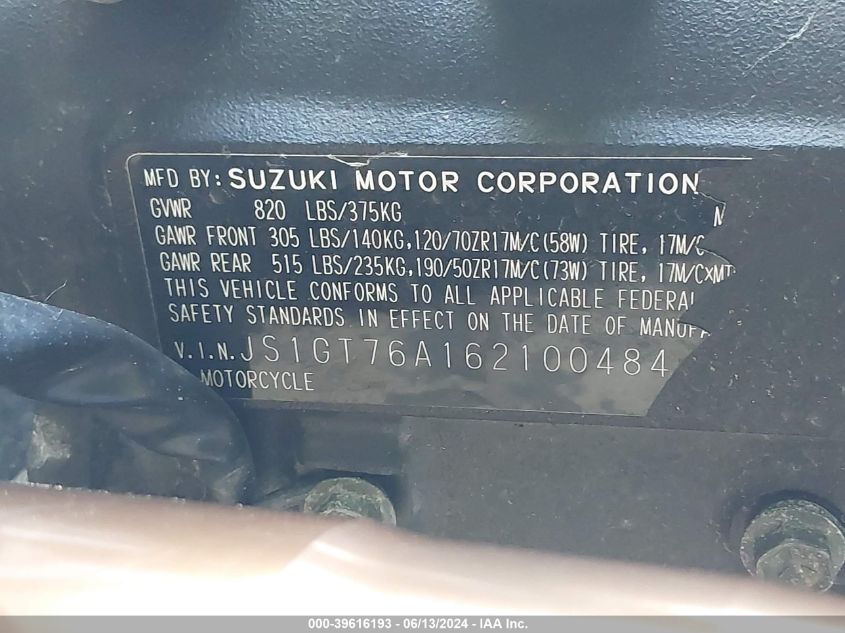 MFD BY: SUZUKI MOTOR CORPORATION
GVWR 820 LBS/375KG
GAWR FRONT 305 LBS/140KG, 120/70ZR17M/C(58W) TIRE, 17M/C
GAWR REAR 515 LBS/235KG, 190/50ZR17M/C(73W) TIRE, 17M/CXMT
THIS VEHICLE CONFORMS TO ALL APPLICABLE FEDERAL
SAFETY STANDARDS IN EFFECT ON THE DATE OF MANUF
V.I.N. JS1GT76A162100484
MOTORCYCLE
000-39616193 - 06/13/2024 - © IAA Inc.